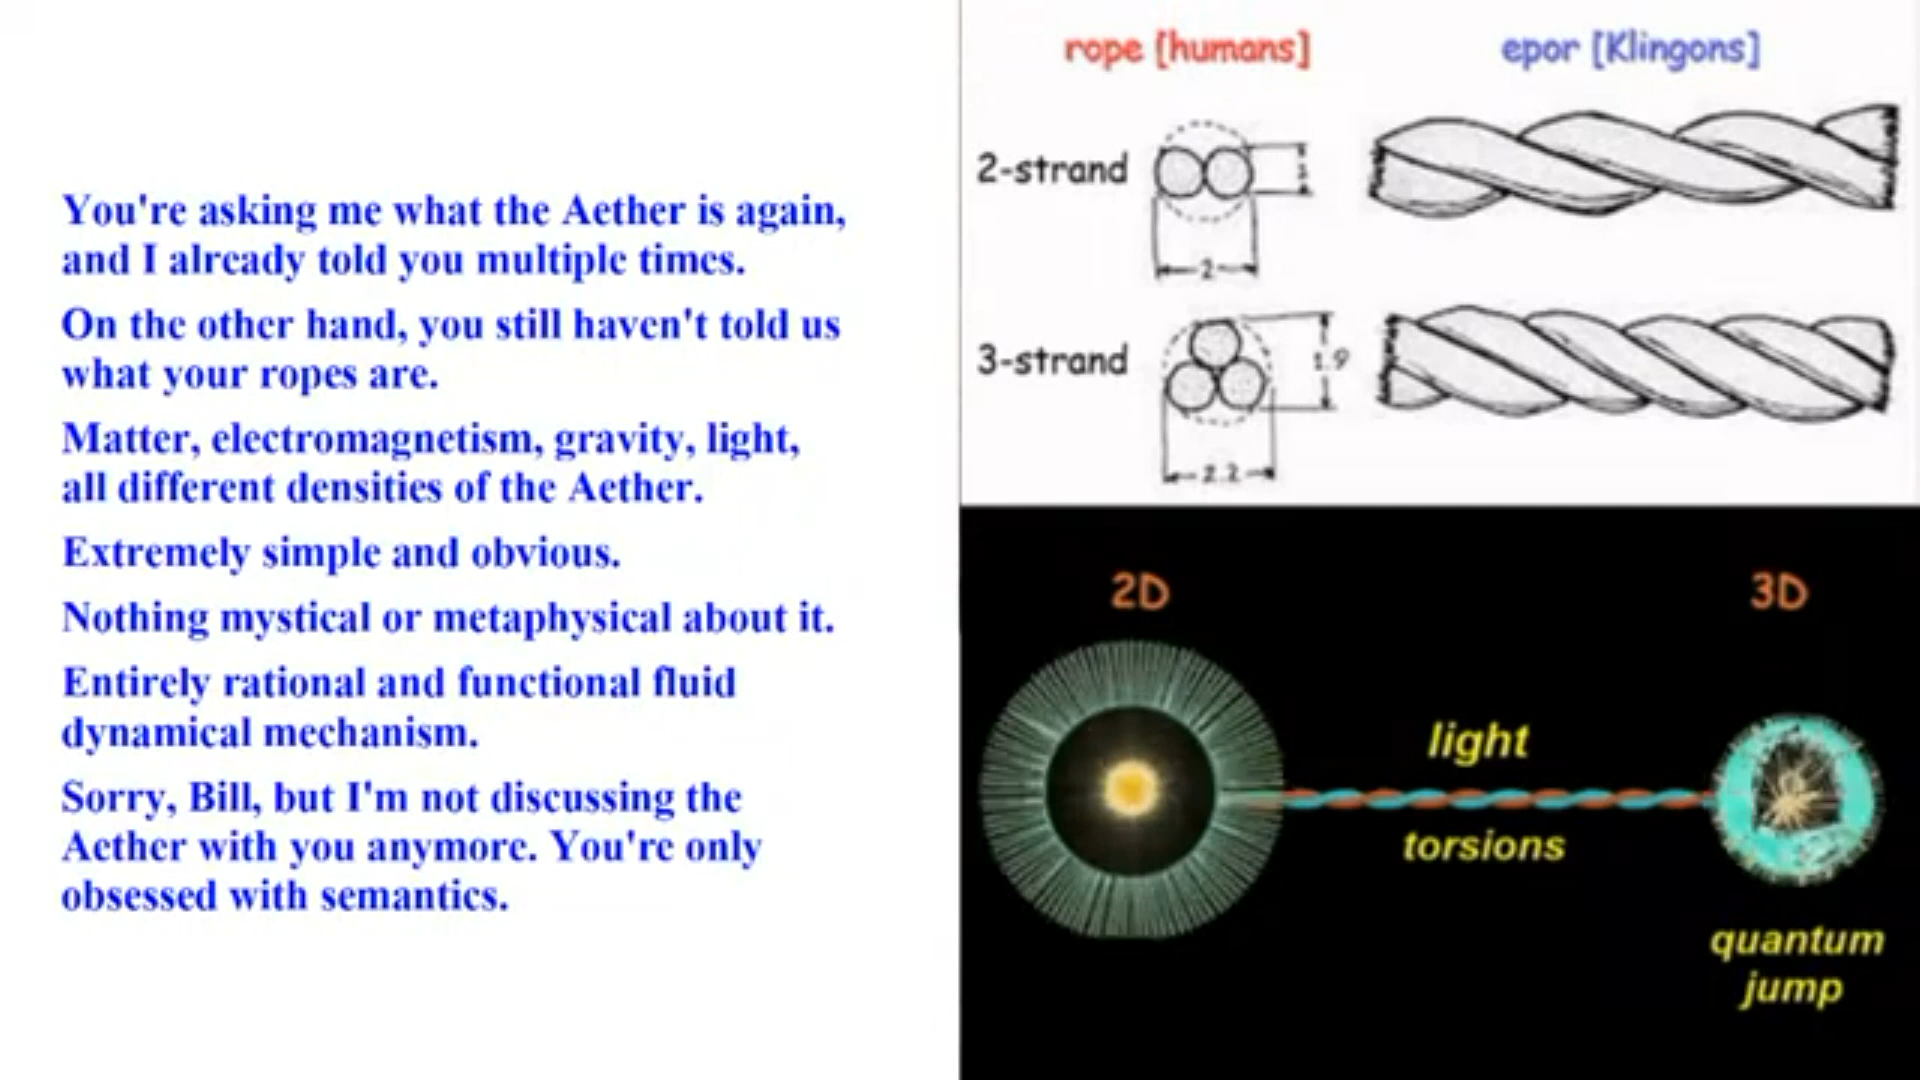 You're asking me what the Aether is again,
and I already told you multiple times.
On the other hand, you still haven't told us
what your ropes are.
Matter, electromagnetism, gravity, light,
all different densities of the Aether.
Extremely simple and obvious.
Nothing mystical or metaphysical about it.
Entirely rational and functional fluid
dynamical mechanism.
Sorry, Bill, but I'm not discussing the
Aether with you anymore. You're only
obsessed with semantics.
rope [humans]
epor [Klingons]
2-strand
2
3-strand
1.9
2.2
2D
3D
light
torsions
quantum
jump